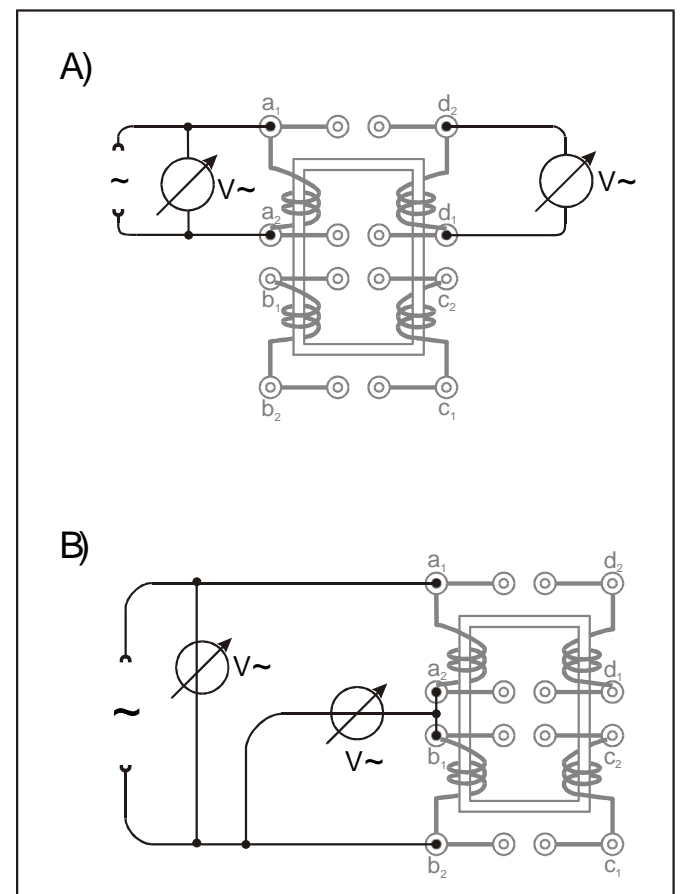 A)
a₁ d₂
~ V~ V~
a₂ d₁
b₁ c₂
b₂ c₁
B)
a₁ d₂
V~
a₂ d₁
~
V~ b₁ c₂
b₂ c₁